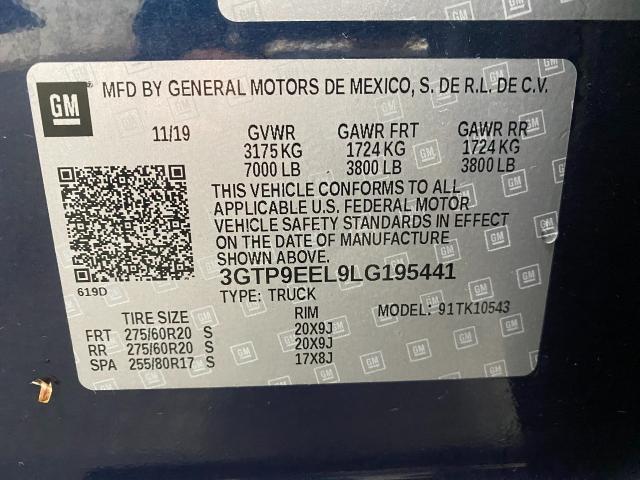 GM MFD BY GENERAL MOTORS DE MEXICO, S. DE R.L. DE C.V.
11/19 GVWR GAWR FRT GAWR RR
3175 KG 1724 KG 1724 KG
7000 LB 3800 LB 3800 LB
THIS VEHICLE CONFORMS TO ALL
APPLICABLE U.S. FEDERAL MOTOR
VEHICLE SAFETY STANDARDS IN EFFECT
ON THE DATE OF MANUFACTURE
SHOWN ABOVE.
619D
3GTP9EEL9LG195441
TYPE: TRUCK MODEL: 91TK10543
TIRE SIZE RIM
FRT 275/60R20 S 20X9J
RR 275/60R20 S 20X9J
SPA 255/80R17 S 17X8J